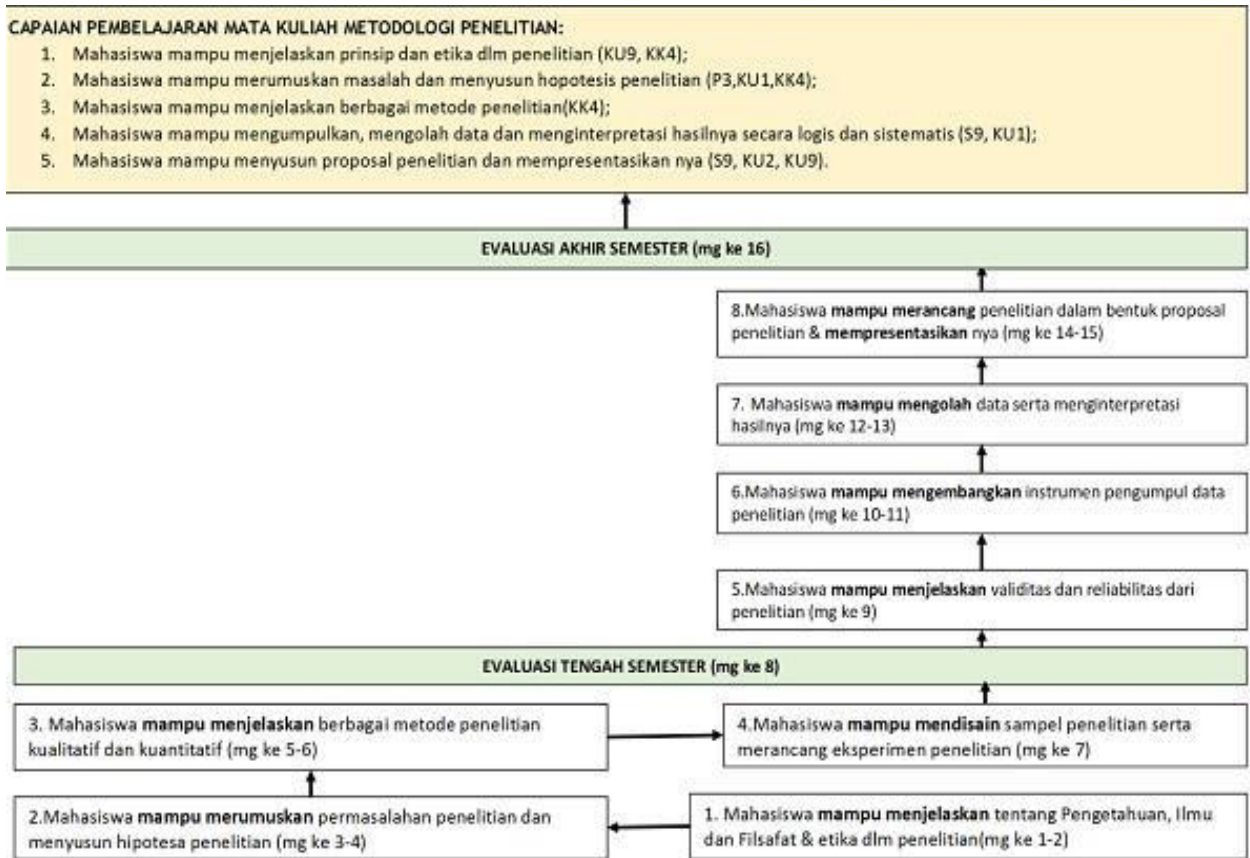 CAPAIAN PEMBELAJARAN MATA KULIAH METODOLOGI PENELITIAN:
1. Mahasiswa mampu menjelaskan prinsip dan etika dlm penelitian (KU9, KK4);
2. Mahasiswa mampu merumuskan masalah dan menyusun hopotesis penelitian (P3,KU1,KK4);
3. Mahasiswa mampu menjelaskan berbagai metode penelitian(KK4);
4. Mahasiswa mampu mengumpulkan, mengolah data dan menginterpretasi hasilnya secara logis dan sistematis (S9, KU1);
5. Mahasiswa mampu menyusun proposal penelitian dan mempresentasikan nya (S9, KU2, KU9).
EVALUASI AKHIR SEMESTER (mg ke 16)
8.Mahasiswa mampu merancang penelitian dalam bentuk proposal
penelitian & mempresentasikan nya (mg ke 14-15)
7. Mahasiswa mampu mengolah data serta menginterpretasi
hasilnya (mg ke 12-13)
6.Mahasiswa mampu mengembangkan instrumen pengumpul data
penelitian (mg ke 10-11)
5.Mahasiswa mampu menjelaskan validitas dan reliabilitas dari
penelitian (mg ke 9)
EVALUASI TENGAH SEMESTER (mg ke 8)
3. Mahasiswa mampu menjelaskan berbagai metode penelitian
kualitatif dan kuantitatif (mg ke 5-6)
4.Mahasiswa mampu mendisain sampel penelitian serta
merancang eksperimen penelitian (mg ke 7)
2.Mahasiswa mampu merumuskan permasalahan penelitian dan
menyusun hipotesa penelitian (mg ke 3-4)
1. Mahasiswa mampu menjelaskan tentang Pengetahuan, Ilmu
dan Filsafat & etika dlm penelitian(mg ke 1-2)